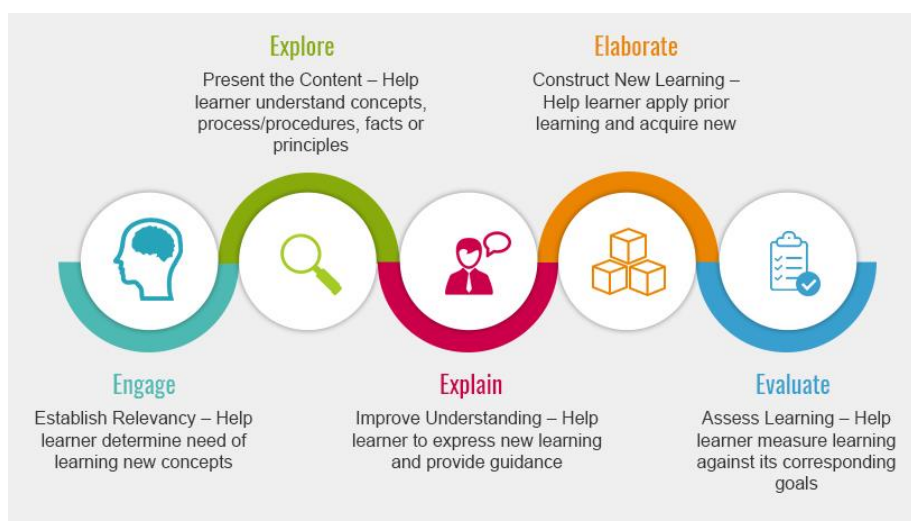 Explore
Present the Content – Help
learner understand concepts,
process/procedures, facts or
principles
Elaborate
Construct New Learning –
Help learner apply prior
learning and acquire new
Engage
Establish Relevancy – Help
learner determine need of
learning new concepts
Explain
Improve Understanding – Help
learner to express new learning
and provide guidance
Evaluate
Assess Learning – Help
learner measure learning
against its corresponding
goals